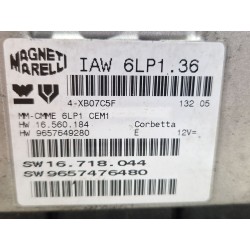 MAGNETI
MARELLI
IAW 6LP1.36
4-XB07C5F 132 05
MM-CMME 6LP1 CEM1
HW 16.560.184 Corbetta
HW 9657649280 E 12V=
SW16.718.044
SW9657476480